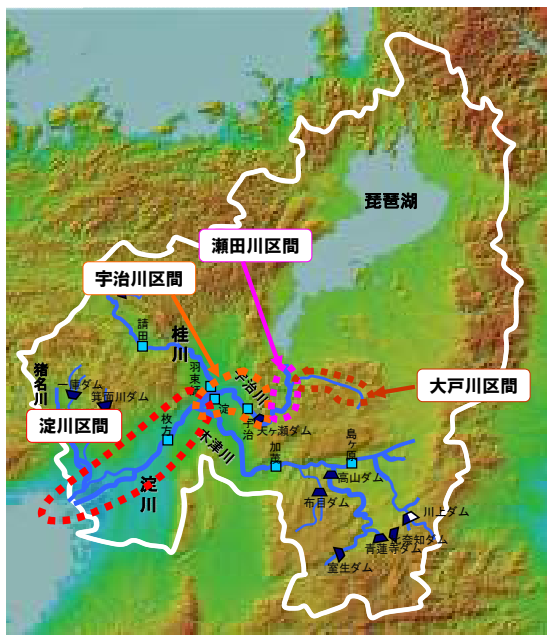 琵琶湖
瀬田川区間
宇治川区間
請田
桂川
羽束師
宇治川
大戸川区間
猪名川
一庫ダム
箕面川ダム
淀
宇治
天ヶ瀬ダム
淀川区間
枚方
木津川
加茂
島ヶ原
淀川
高山ダム
布目ダム
川上ダム
奈知ダム
青蓮寺ダム
室生ダム